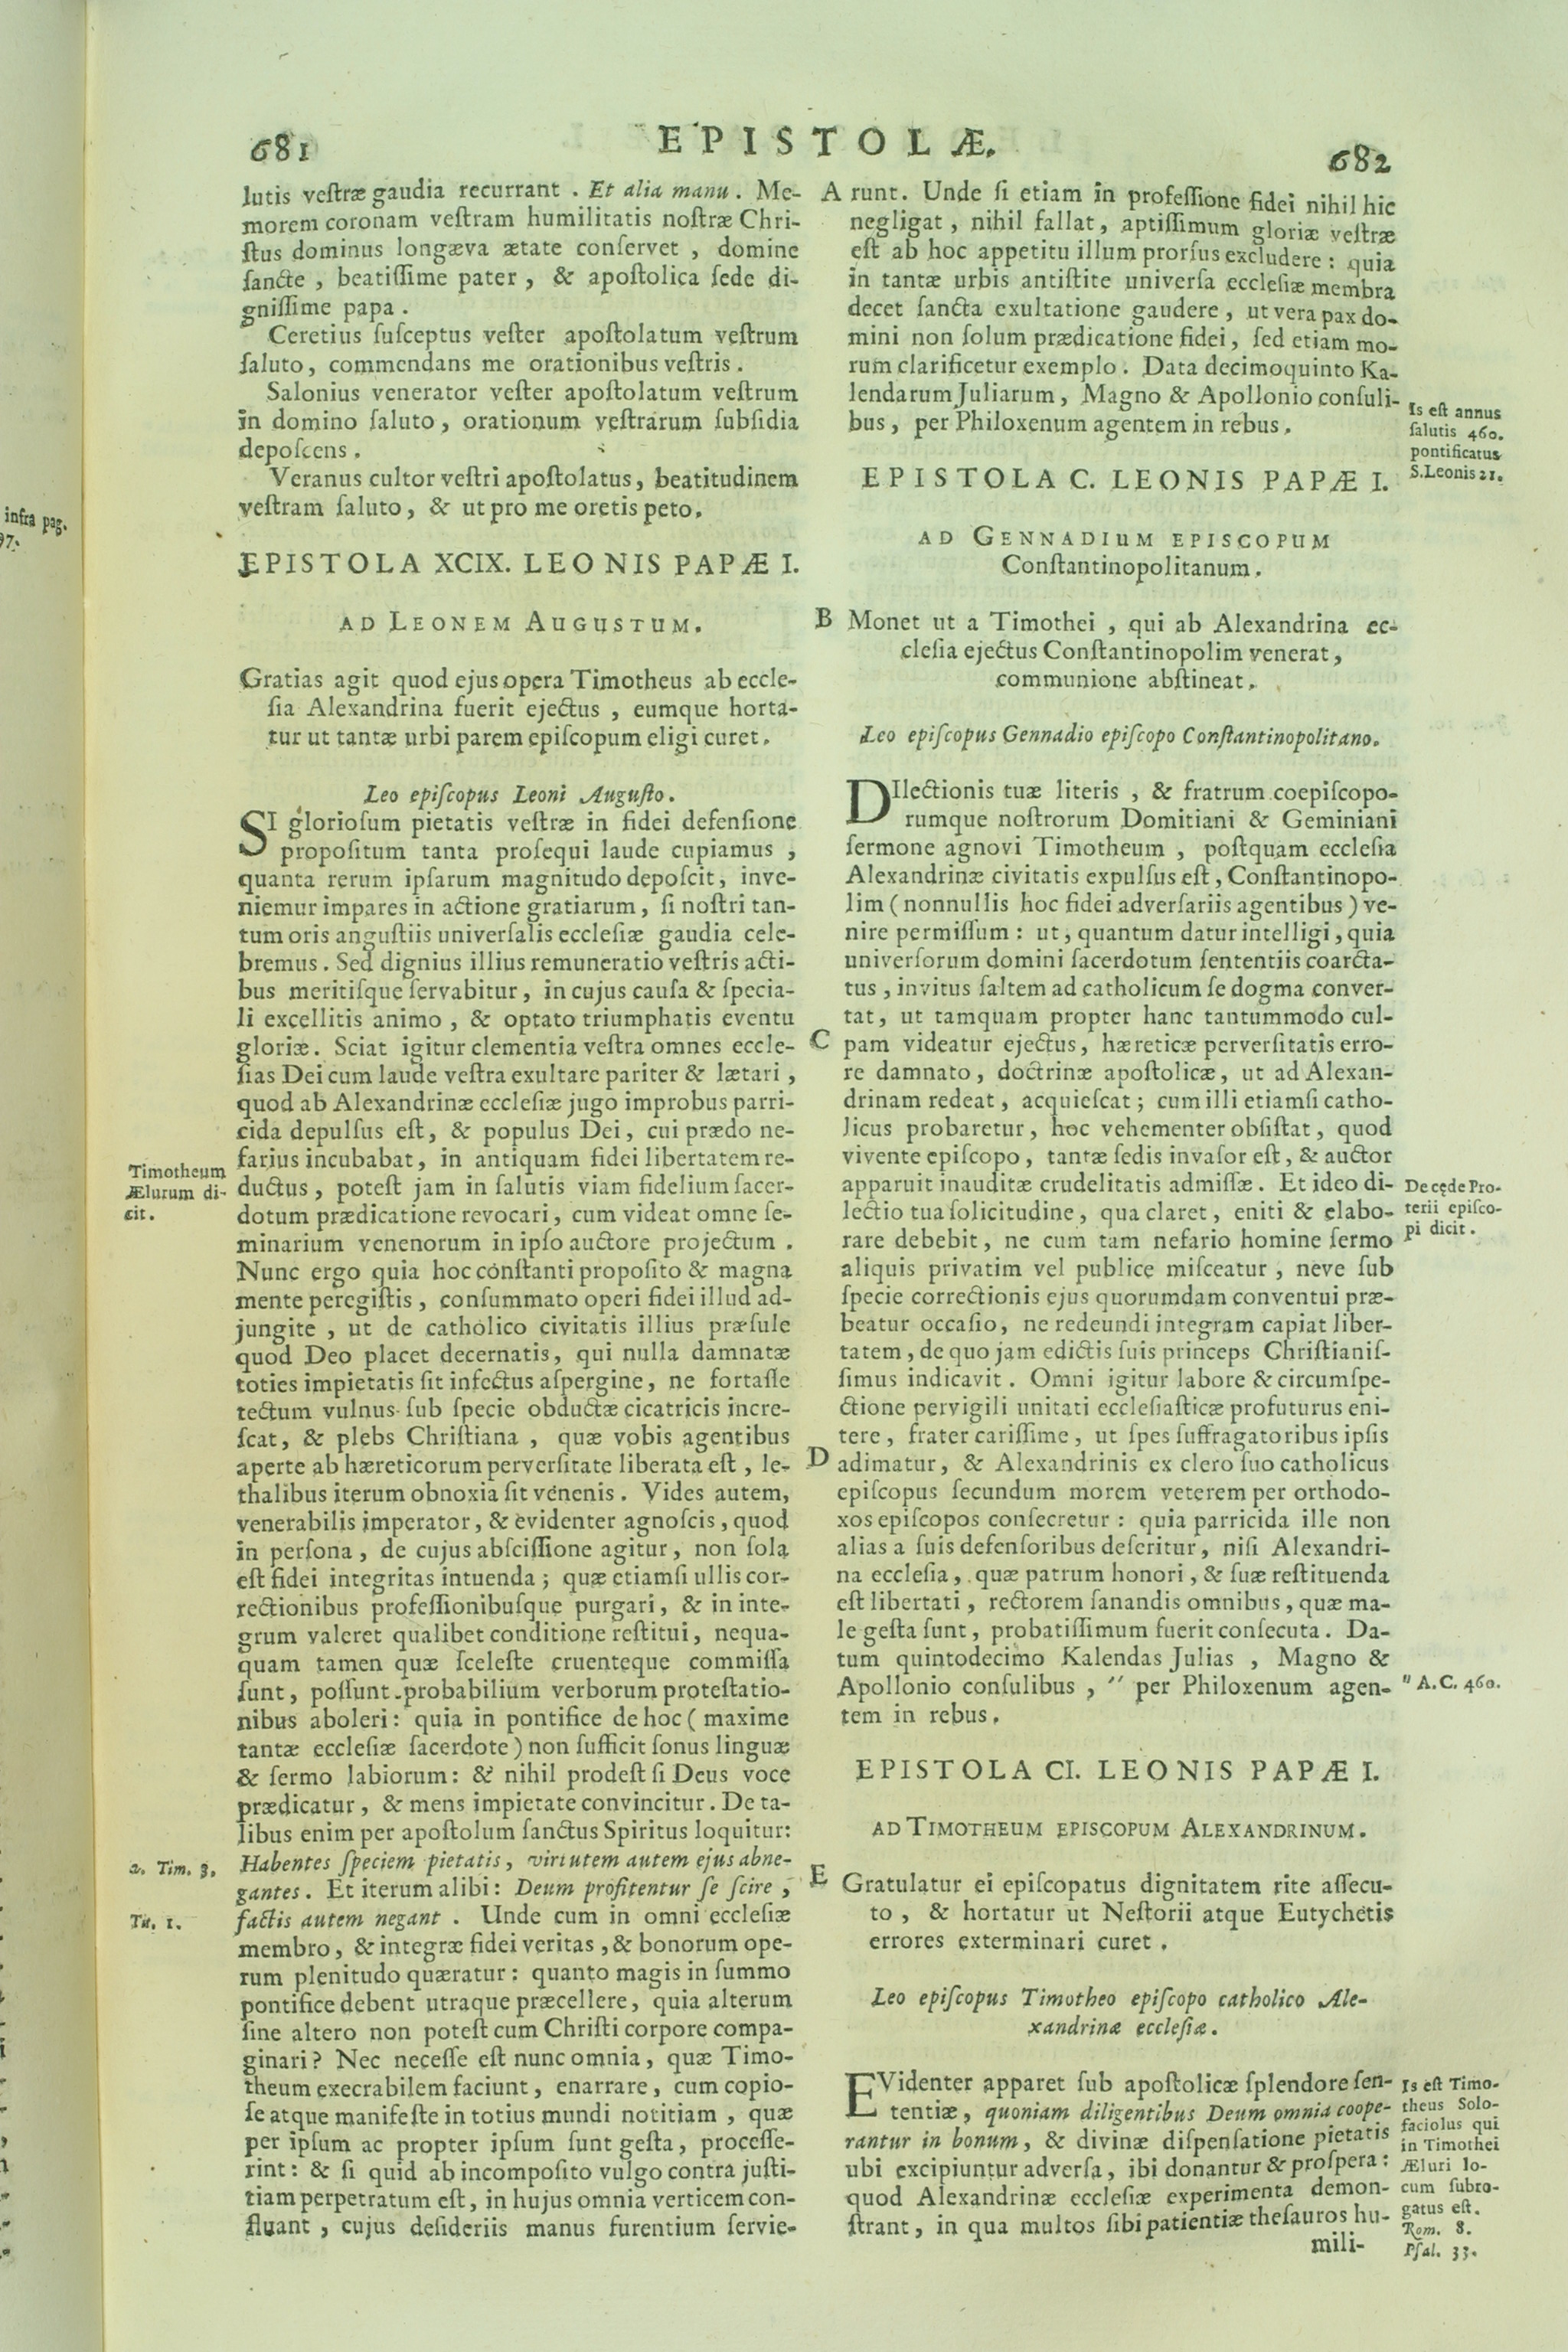 681
EPISTOLÆ.
682
lutis veſtræ gaudia recurrant. Et alia manu. Me-
morem coronam veſtram humilitatis noſtræ Chri-
ſtus dominus longæva ætate conſervet, domine
ſancte, beatiſſime pater, & apoſtolica ſede di-
gniſſime papa.
Ceretius ſuſceptus veſter apoſtolatum veſtrum
ſaluto, commendans me orationibus veſtris.
Salonius venerator veſter apoſtolatum veſtrum
in domino ſaluto, orationum veſtrarum ſubſidia
depoſcens.
Veranus cultor veſtri apoſtolatus, beatitudinem
veſtram ſaluto, & ut pro me oretis peto.
infra pag.
97.
EPISTOLA XCIX. LEONIS PAPÆ I.
AD LEONEM AUGUSTUM.
Gratias agit quod ejus opera Timotheus ab eccle-
ſia Alexandrina fuerit ejectus, eumque horta-
tur ut tantæ urbi parem epiſcopum eligi curet.
Leo epiſcopus Leoni Auguſto.
SI glorioſum pietatis veſtræ in fidei defenſione
propoſitum tanta proſequi laude cupiamus,
quanta rerum ipſarum magnitudo depoſcit, inve-
niemur impares in actione gratiarum, ſi noſtri tan-
tum oris anguſtiis univerſalis eccleſiæ gaudia cele-
bremus. Sed dignius illius remuneratio veſtris acti-
bus meritiſque ſervabitur, in cujus cauſa & ſpecia-
li excellitis animo, & optato triumphatis eventu
gloriæ. Sciat igitur clementia veſtra omnes eccle-
ſias Dei cum laude veſtra exultare pariter & lætari,
quod ab Alexandrinæ eccleſiæ jugo improbus parri-
cida depulſus eſt, & populus Dei, cui prædo ne-
farius incubabat, in antiquam fidei libertatem re-
ductus, poteſt jam in ſalutis viam fidelium ſacer-
dotum prædicatione revocari, cum videat omne ſe-
minarium venenorum in ipſo auctore projectum.
Nunc ergo quia hoc conſtanti propoſito & magna
mente peregiſtis, conſummato operi fidei illud ad-
jungite, ut de catholico civitatis illius præſule
quod Deo placet decernatis, qui nulla damnatæ
toties impietatis ſit infectus aſpergine, ne fortaſſe
tectum vulnus ſub ſpecie obductæ cicatricis incre-
ſcat, & plebs Chriſtiana, quæ vobis agentibus
aperte ab hæreticorum perverſitate liberata eſt, le-
thalibus iterum obnoxia ſit venenis. Vides autem,
venerabilis imperator, & evidenter agnoſcis, quod
in perſona, de cujus abſciſſione agitur, non ſola
eſt fidei integritas intuenda; quæ etiamſi ullis cor-
rectionibus profeſſionibuſque purgari, & in inte-
grum valeret qualibet conditione reſtitui, nequa-
quam tamen quæ ſceleſte cruenteque commiſſa
ſunt, poſſunt probabilium verborum proteſtatio-
nibus aboleri: quia in pontifice de hoc (maxime
tantæ eccleſiæ ſacerdote) non ſufficit ſonus linguæ
& ſermo labiorum: & nihil prodeſt ſi Deus voce
prædicatur, & mens impietate convincitur. De ta-
libus enim per apoſtolum ſanctus Spiritus loquitur:
Habentes ſpeciem pietatis, virtutem autem ejus abne-
gantes. Et iterum alibi: Deum profitentur ſe ſcire,
factis autem negant. Unde cum in omni eccleſiæ
membro, & integræ fidei veritas, & bonorum ope-
rum plenitudo quæratur: quanto magis in ſummo
pontifice debent utraque præcellere, quia alterum
ſine altero non poteſt cum Chriſti corpore compa-
ginari? Nec neceſſe eſt nunc omnia, quæ Timo-
theum execrabilem faciunt, enarrare, cum copio-
ſe atque manifeſte in totius mundi notitiam, quæ
per ipſum ac propter ipſum ſunt geſta, proceſſe-
rint: & ſi quid ab incompoſito vulgo contra juſti-
tiam perpetratum eſt, in hujus omnia verticem con-
fluant, cujus deſideriis manus furentium ſervie-
Timotheum
Ælurum di-
cit.
2. Tim. 3.
Tit. 1.
A
B
C
D
E
runt. Unde ſi etiam in profeſſione fidei nihil hic
negligat, nihil fallat, aptiſſimum gloriæ veſtræ
eſt ab hoc appetitu illum prorſus excludere: quia
in tantæ urbis antiſtite univerſa eccleſiæ membra
decet ſancta exultatione gaudere, ut vera pax do-
mini non ſolum prædicatione fidei, ſed etiam mo-
rum clarificetur exemplo. Data decimoquinto Ka-
lendarum Juliarum, Magno & Apollonio conſuli-
bus, per Philoxenum agentem in rebus.
Is eſt annus
ſalutis 460.
pontificatus
S. Leonis 21.
EPISTOLA C. LEONIS PAPÆ I.
AD GENNADIUM EPISCOPUM
Conſtantinopolitanum.
Monet ut a Timothei, qui ab Alexandrina ec-
cleſia ejectus Conſtantinopolim venerat,
communione abſtineat.
Leo epiſcopus Gennadio epiſcopo Conſtantinopolitano.
DIlectionis tuæ literis, & fratrum coepiſcopo-
rumque noſtrorum Domitiani & Geminiani
ſermone agnovi Timotheum, poſtquam eccleſia
Alexandrinæ civitatis expulſus eſt, Conſtantinopo-
lim (nonnullis hoc fidei adverſariis agentibus) ve-
nire permiſſum: ut, quantum datur intelligi, quia
univerſorum domini ſacerdotum ſententiis coarcta-
tus, invitus ſaltem ad catholicum ſe dogma conver-
tat, ut tamquam propter hanc tantummodo cul-
pam videatur ejectus, hæreticæ perverſitatis erro-
re damnato, doctrinæ apoſtolicæ, ut ad Alexan-
drinam redeat, acquieſcat; cum illi etiamſi catho-
licus probaretur, hoc vehementer obſiſtat, quod
vivente epiſcopo, tantæ ſedis invaſor eſt, & auctor
apparuit inauditæ crudelitatis admiſſæ. Et ideo di-
lectio tua ſolicitudine, qua claret, eniti & elabo-
rare debebit, ne cum tam nefario homine ſermo
aliquis privatim vel publice miſceatur, neve ſub
ſpecie correctionis ejus quorumdam conventui præ-
beatur occaſio, ne redeundi integram capiat liber-
tatem, de quo jam edictis ſuis princeps Chriſtianiſ-
ſimus indicavit. Omni igitur labore & circumſpe-
ctione pervigili unitati eccleſiaſticæ profuturus eni-
tere, frater cariſſime, ut ſpes ſuffragatoribus ipſis
adimatur, & Alexandrinis ex clero ſuo catholicus
epiſcopus ſecundum morem veterem per orthodo-
xos epiſcopos conſecretur: quia parricida ille non
alias a ſuis defenſoribus deſeritur, niſi Alexandri-
na eccleſia, quæ patrum honori, & ſuæ reſtituenda
eſt libertati, rectorem ſanandis omnibus, quæ ma-
le geſta ſunt, probatiſſimum fuerit conſecuta. Da-
tum quintodecimo Kalendas Julias, Magno &
Apollonio conſulibus, " per Philoxenum agen-
tem in rebus.
De cęde Pro-
terii epiſco-
pi dicit.
" A. C. 460.
EPISTOLA CI. LEONIS PAPÆ I.
AD TIMOTHEUM EPISCOPUM ALEXANDRINUM.
Gratulatur ei epiſcopatus dignitatem rite aſſecu-
to, & hortatur ut Neſtorii atque Eutychetis
errores exterminari curet.
Leo epiſcopus Timotheo epiſcopo catholico Ale-
xandrinæ eccleſiæ.
EVidenter apparet ſub apoſtolicæ ſplendore ſen-
tentiæ, quoniam diligentibus Deum omnia coope-
rantur in bonum, & divinæ diſpenſatione pietatis
ubi excipiuntur adverſa, ibi donantur & proſpera:
quod Alexandrinæ eccleſiæ experimenta demon-
ſtrant, in qua multos ſibi patientiæ theſauros hu-
mili-
Is eſt Timo-
theus Solo-
faciolus qui
in Timothei
Æluri lo-
cum ſubro-
gatus eſt.
Rom. 8.
Pſal. 33.